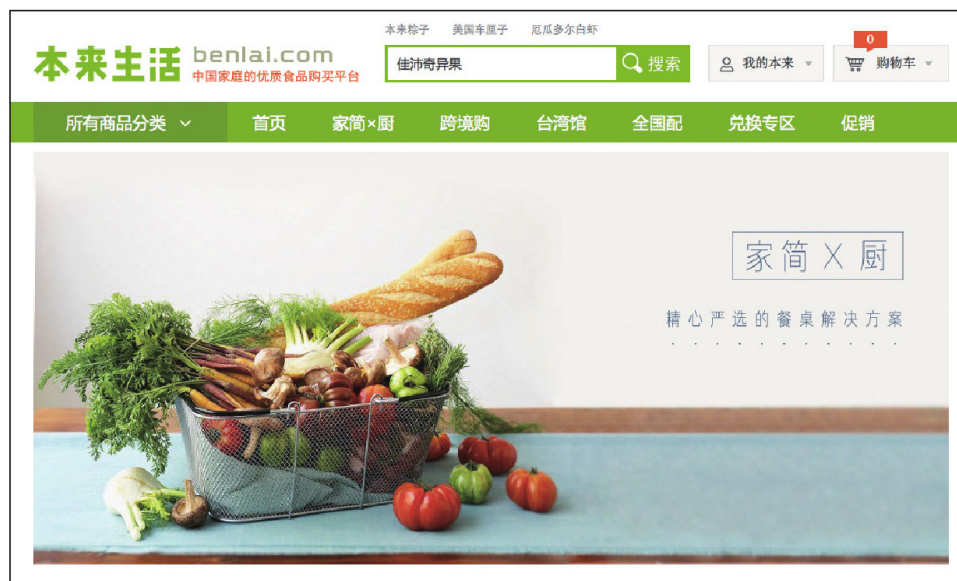 本来粽子 美国车厘子 厄瓜多尔白虾
本来生活 benlai.com
中国家庭的优质食品购买平台
佳沛奇异果
搜索
我的本来
0
购物车
所有商品分类 首页 家简×厨 跨境购 台湾馆 全国配 兑换专区 促销
家简×厨
精心严选的餐桌解决方案